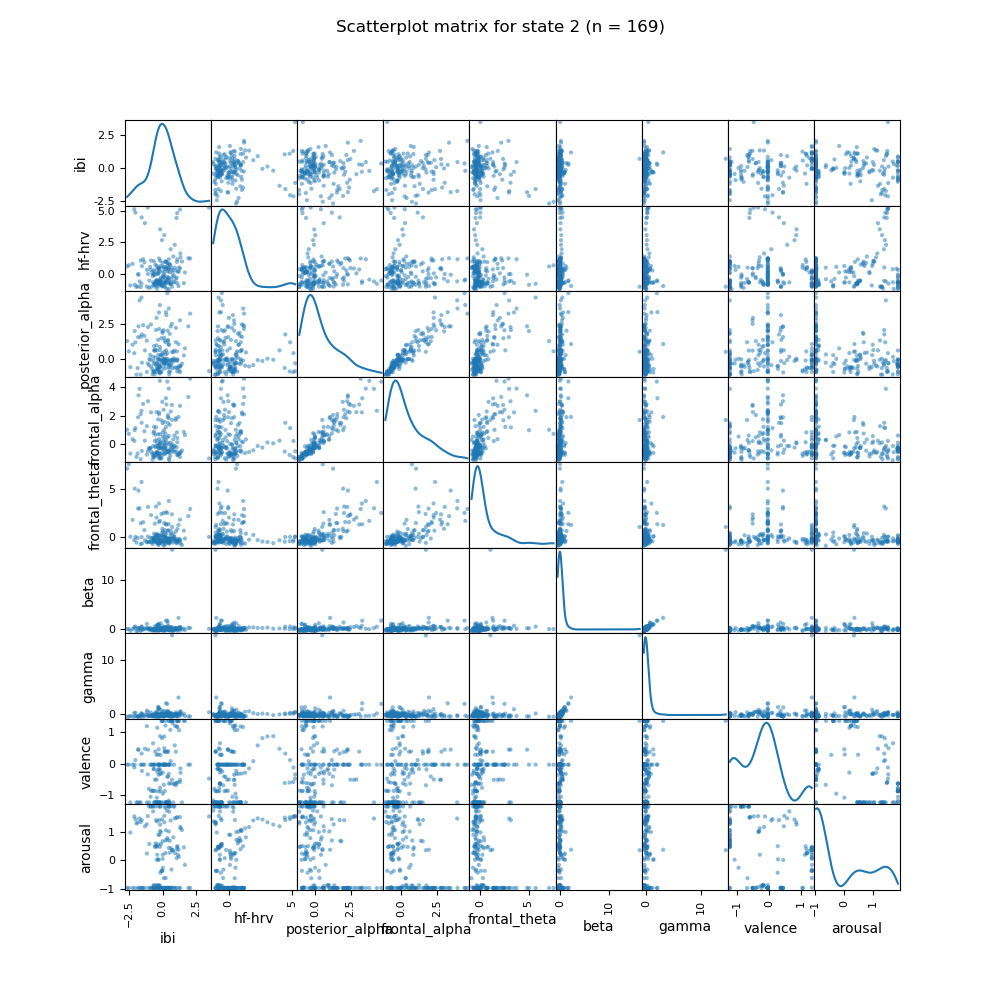 Scatterplot matrix for state 2 (n = 169)
ibi
2.5
0.0
−2.5
hf-hrv
5.0
2.5
0.0
posterior_alpha
2.5
0.0
frontal_alpha
4
2
0
frontal_theta
5
0
beta
10
0
gamma
10
0
valence
1
0
−1
arousal
1
0
−1
−2.5 0.0 2.5 0 5 0.0 2.5 0.0 2.5 0 5 0 10 0 10 −1 0 1 −1 0 1
ibi hf-hrv posterior_alpha frontal_alpha frontal_theta beta gamma valence arousal